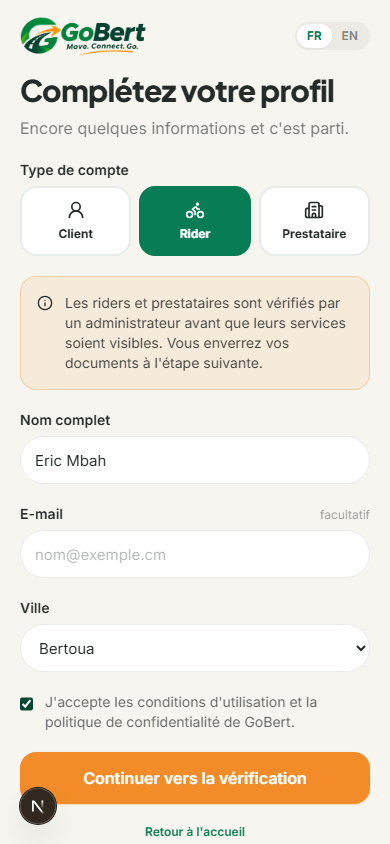 GoBert
Move. Connect. Go.
FR EN
Complétez votre profil
Encore quelques informations et c'est parti.
Type de compte
Client Rider Prestataire
Les riders et prestataires sont vérifiés par
un administrateur avant que leurs services
soient visibles. Vous enverrez vos
documents à l'étape suivante.
Nom complet
Eric Mbah
E-mail facultatif
nom@exemple.cm
Ville
Bertoua
J'accepte les conditions d'utilisation et la
politique de confidentialité de GoBert.
Continuer vers la vérification
N
Retour à l'accueil